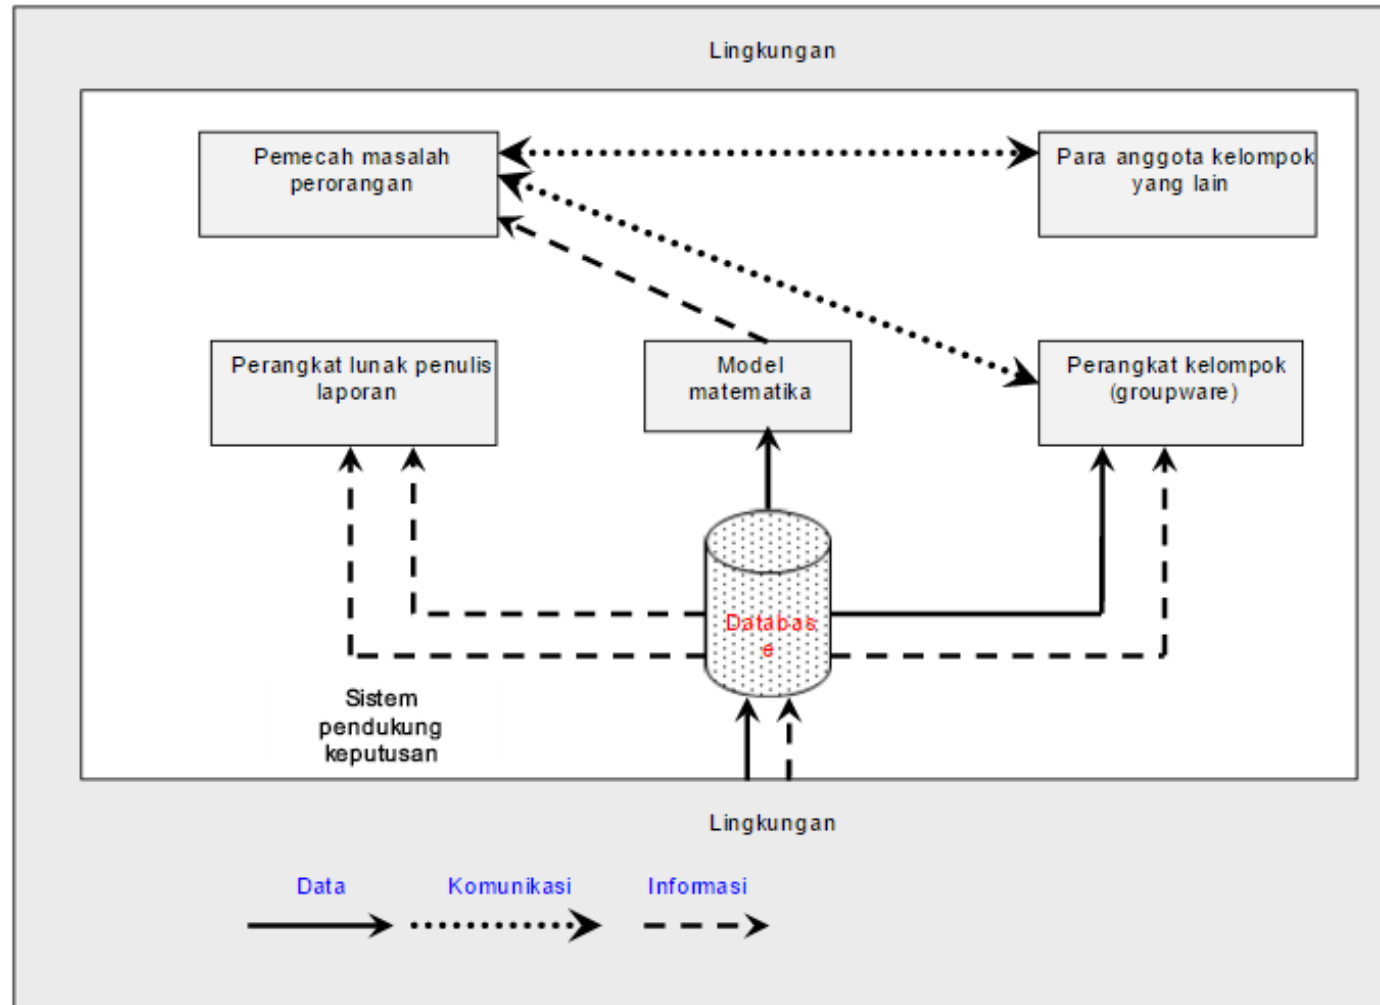 Lingkungan
Pemecah masalah
perorangan
Para anggota kelompok
yang lain
Perangkat lunak penulis
laporan
Model
matematika
Perangkat kelompok
(groupware)
Databas
e
Sistem
pendukung
keputusan
Lingkungan
Data
Komunikasi
Informasi